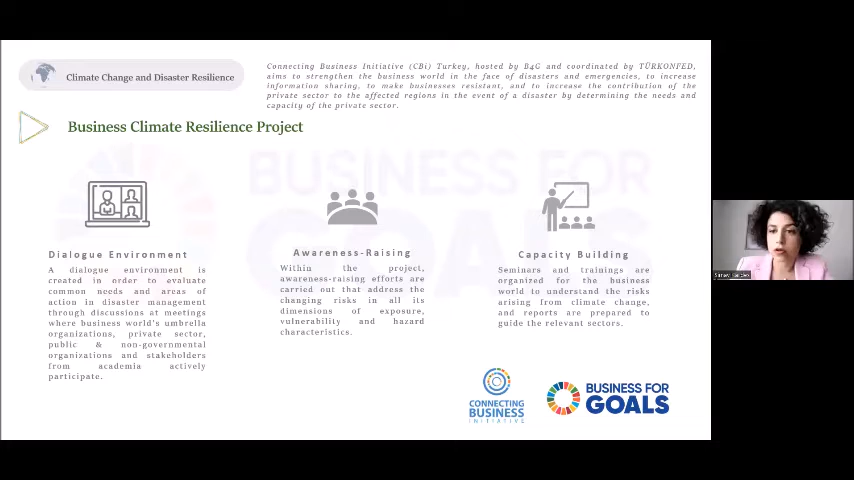 Climate Change and Disaster Resilience
Connecting Business Initiative (CBi) Turkey, hosted by B4G and coordinated by TÜRKONFED,
aims to strengthen the business world in the face of disasters and emergencies, to increase
information sharing, to make businesses resistant, and to increase the contribution of the
private sector to the affected regions in the event of a disaster by determining the needs and
capacity of the private sector.
Business Climate Resilience Project
BUSINESS FOR
GOALS
Dialogue Environment
A dialogue environment is
created in order to evaluate
common needs and areas of
action in disaster management
through discussions at meetings
where business world's umbrella
organizations, private sector,
public & non-governmental
organizations and stakeholders
from academia actively
participate.
Awareness-Raising
Within the project,
awareness-raising efforts are
carried out that address the
changing risks in all its
dimensions of exposure,
vulnerability and hazard
characteristics.
Capacity Building
Seminars and trainings are
organized for the business
world to understand the risks
arising from climate change,
and reports are prepared to
guide the relevant sectors.
CONNECTING
BUSINESS
INITIATIVE
BUSINESS FOR
GOALS